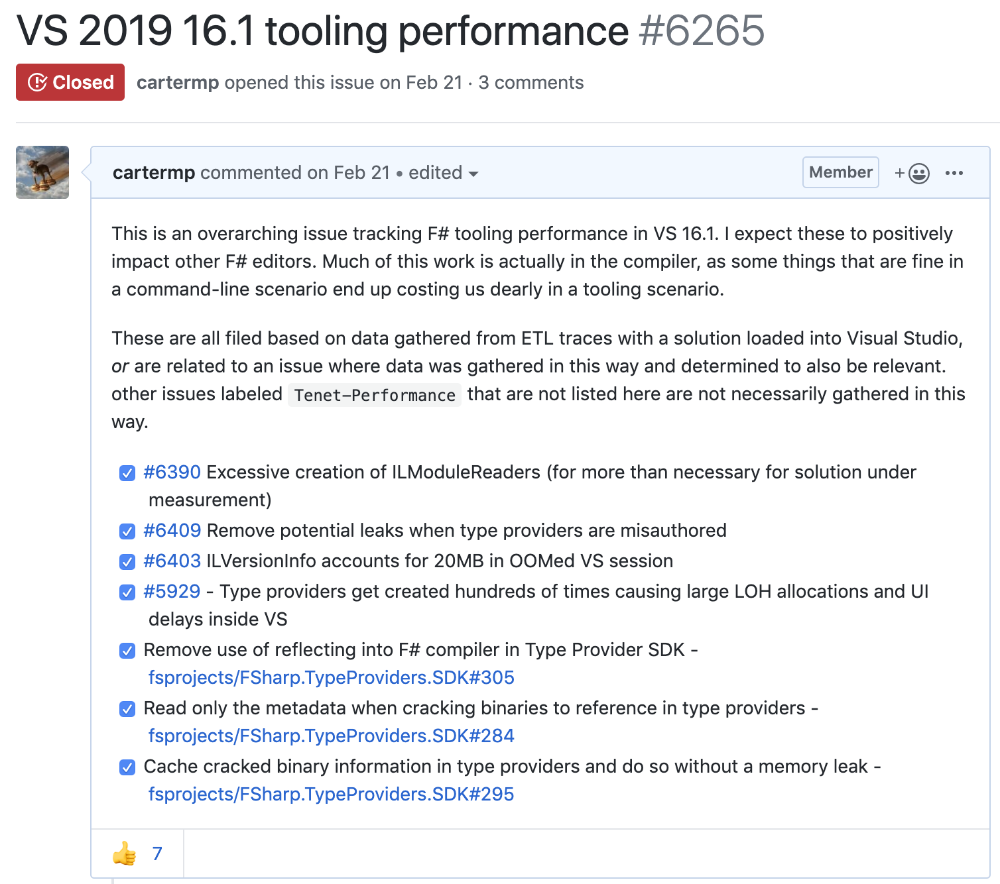 VS 2019 16.1 tooling performance #6265
Closed cartermp opened this issue on Feb 21 · 3 comments
cartermp commented on Feb 21 • edited Member
This is an overarching issue tracking F# tooling performance in VS 16.1. I expect these to positively
impact other F# editors. Much of this work is actually in the compiler, as some things that are fine in
a command-line scenario end up costing us dearly in a tooling scenario.
These are all filed based on data gathered from ETL traces with a solution loaded into Visual Studio,
or are related to an issue where data was gathered in this way and determined to also be relevant.
other issues labeled Tenet-Performance that are not listed here are not necessarily gathered in this
way.
#6390 Excessive creation of ILModuleReaders (for more than necessary for solution under
measurement)
#6409 Remove potential leaks when type providers are misauthored
#6403 ILVersionInfo accounts for 20MB in OOMed VS session
#5929 - Type providers get created hundreds of times causing large LOH allocations and UI
delays inside VS
Remove use of reflecting into F# compiler in Type Provider SDK -
fsprojects/FSharp.TypeProviders.SDK#305
Read only the metadata when cracking binaries to reference in type providers -
fsprojects/FSharp.TypeProviders.SDK#284
Cache cracked binary information in type providers and do so without a memory leak -
fsprojects/FSharp.TypeProviders.SDK#295
7